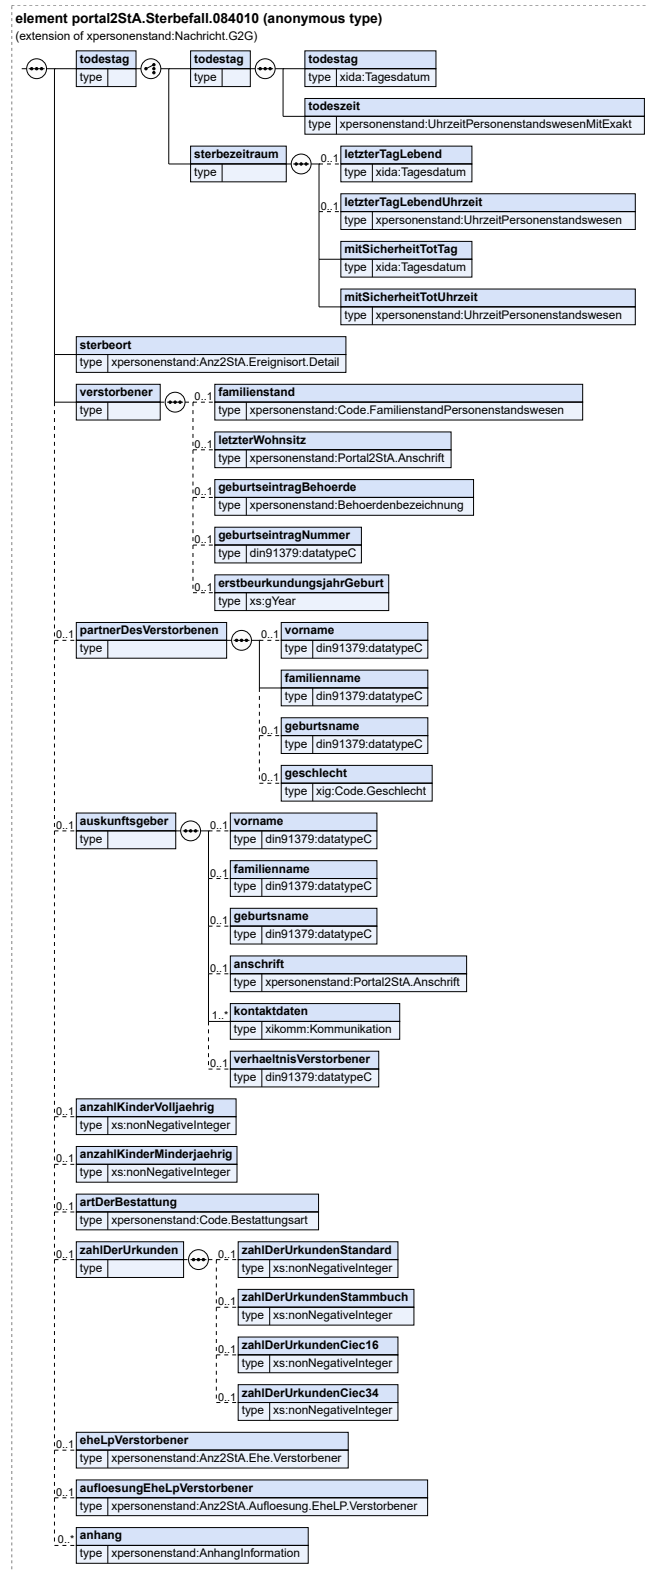 element portal2StA.Sterbefall.084010 (anonymous type)
(extension of xpersonenstand:Nachricht.G2G)
todestag
type
todestag
type
todestag
type xida:Tagesdatum
todeszeit
type xpersonenstand:UhrzeitPersonenstandswesenMitExakt
sterbezeitraum
type
0..1 letzterTagLebend
type xida:Tagesdatum
0..1 letzterTagLebendUhrzeit
type xpersonenstand:UhrzeitPersonenstandswesen
mitSicherheitTotTag
type xida:Tagesdatum
mitSicherheitTotUhrzeit
type xpersonenstand:UhrzeitPersonenstandswesen
sterbeort
type xpersonenstand:Anz2StA.Ereignisort.Detail
verstorbener
type
0..1 familienstand
type xpersonenstand:Code.FamilienstandPersonenstandswesen
0..1 letzterWohnsitz
type xpersonenstand:Portal2StA.Anschrift
0..1 geburtseintragBehoerde
type xpersonenstand:Behoerdenbezeichnung
0..1 geburtseintragNummer
type din91379:datatypeC
0..1 erstbeurkundungsjahrGeburt
type xs:gYear
0..1 partnerDesVerstorbenen
type
0..1 vorname
type din91379:datatypeC
familienname
type din91379:datatypeC
0..1 geburtsname
type din91379:datatypeC
0..1 geschlecht
type xig:Code.Geschlecht
0..1 auskunftsgeber
type
0..1 vorname
type din91379:datatypeC
0..1 familienname
type din91379:datatypeC
0..1 geburtsname
type din91379:datatypeC
0..1 anschrift
type xpersonenstand:Portal2StA.Anschrift
1..* kontaktdaten
type xikomm:Kommunikation
0..1 verhaeltnisVerstorbener
type din91379:datatypeC
0..1 anzahlKinderVolljaehrig
type xs:nonNegativeInteger
0..1 anzahlKinderMinderjaehrig
type xs:nonNegativeInteger
0..1 artDerBestattung
type xpersonenstand:Code.Bestattungsart
0..1 zahlDerUrkunden
type
0..1 zahlDerUrkundenStandard
type xs:nonNegativeInteger
0..1 zahlDerUrkundenStammbuch
type xs:nonNegativeInteger
0..1 zahlDerUrkundenCiec16
type xs:nonNegativeInteger
0..1 zahlDerUrkundenCiec34
type xs:nonNegativeInteger
0..1 eheLpVerstorbener
type xpersonenstand:Anz2StA.Ehe.Verstorbener
0..1 aufloesungEheLpVerstorbener
type xpersonenstand:Anz2StA.Aufloesung.EheLP.Verstorbener
0..* anhang
type xpersonenstand:AnhangInformation